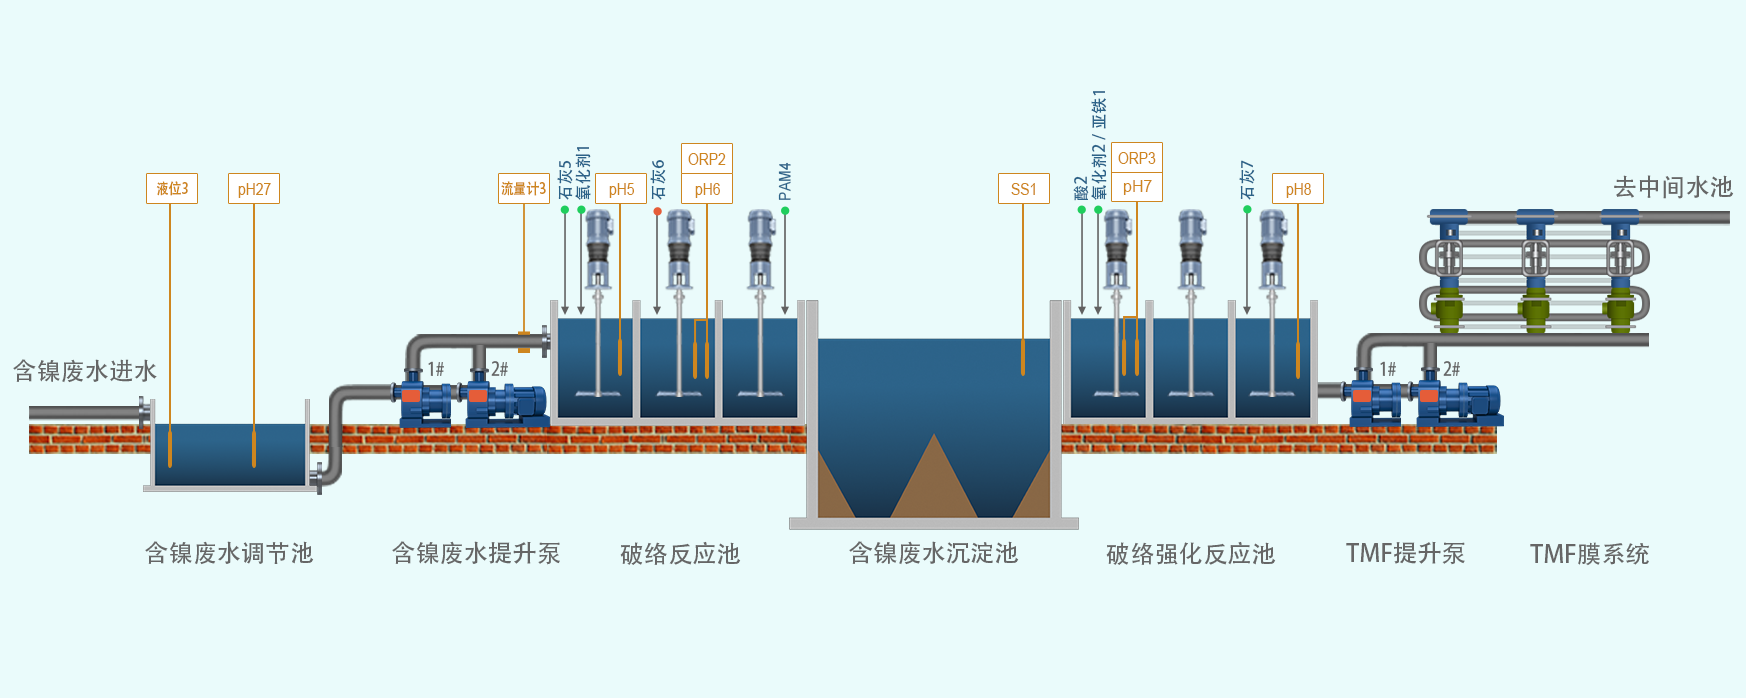 石灰5
氧化剂1
石灰6
ORP2
PAM4
酸2
氧化剂2 / 亚铁1
ORP3
石灰7
液位3
pH27
流量计3
pH5
pH6
SS1
pH7
pH8
去中间水池
含镍废水进水
1#
2#
1#
2#
含镍废水调节池
含镍废水提升泵
破络反应池
含镍废水沉淀池
破络强化反应池
TMF提升泵
TMF膜系统